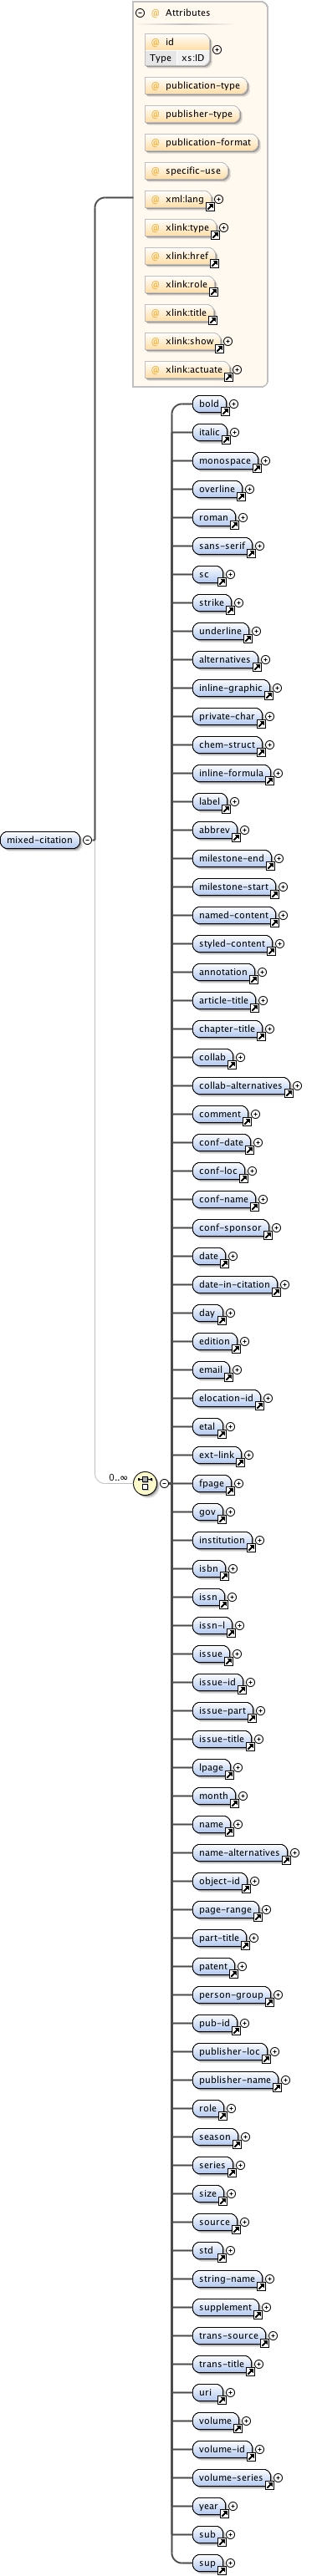 @ Attributes
@ id
Type xs:ID
@ publication-type
@ publisher-type
@ publication-format
@ specific-use
@ xml:lang
@ xlink:type
@ xlink:href
@ xlink:role
@ xlink:title
@ xlink:show
@ xlink:actuate
bold
italic
monospace
overline
roman
sans-serif
sc
strike
underline
alternatives
inline-graphic
private-char
chem-struct
inline-formula
label
abbrev
mixed-citation
milestone-end
milestone-start
named-content
styled-content
annotation
article-title
chapter-title
collab
collab-alternatives
comment
conf-date
conf-loc
conf-name
conf-sponsor
date
date-in-citation
day
edition
email
elocation-id
etal
ext-link
0..∞
fpage
gov
institution
isbn
issn
issn-l
issue
issue-id
issue-part
issue-title
lpage
month
name
name-alternatives
object-id
page-range
part-title
patent
person-group
pub-id
publisher-loc
publisher-name
role
season
series
size
source
std
string-name
supplement
trans-source
trans-title
uri
volume
volume-id
volume-series
year
sub
sup